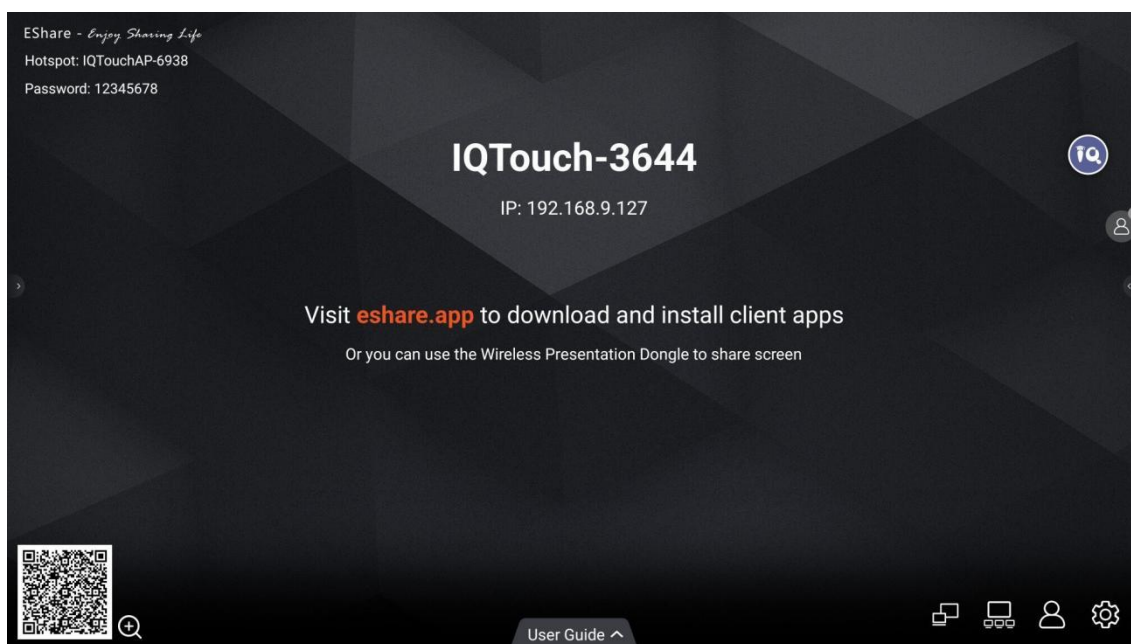 EShare - Enjoy Sharing Life
Hotspot: IQTouchAP-6938
Password: 12345678
IQTouch-3644
IP: 192.168.9.127
IQ
Visit eshare.app to download and install client apps
Or you can use the Wireless Presentation Dongle to share screen
User Guide